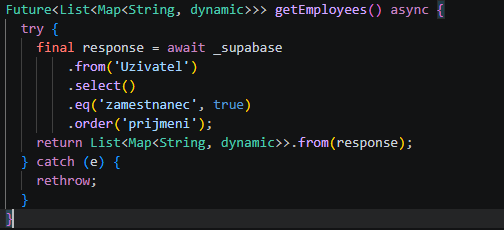 Future<List<Map<String, dynamic>>> getEmployees() async {
  try {
    final response = await _supabase
        .from('Uzivatel')
        .select()
        .eq('zamestnanec', true)
        .order('prijmeni');
    return List<Map<String, dynamic>>.from(response);
  } catch (e) {
    rethrow;
  }
}